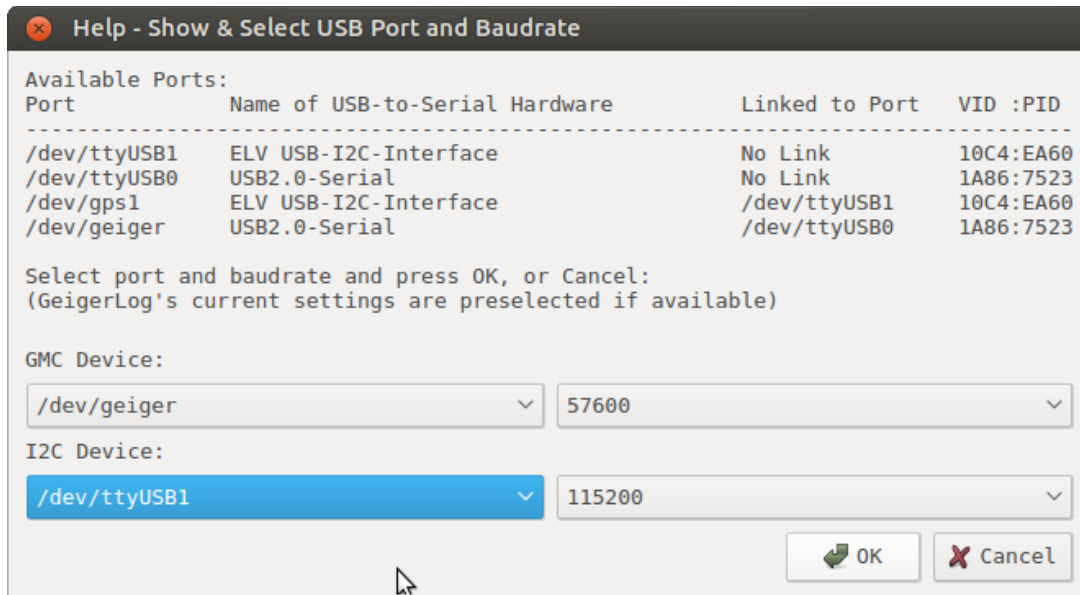 Help - Show & Select USB Port and Baudrate
Available Ports:
Port Name of USB-to-Serial Hardware Linked to Port VID :PID
----------------------------------------------------------------------------------
/dev/ttyUSB1 ELV USB-I2C-Interface No Link 10C4:EA60
/dev/ttyUSB0 USB2.0-Serial No Link 1A86:7523
/dev/gps1 ELV USB-I2C-Interface /dev/ttyUSB1 10C4:EA60
/dev/geiger USB2.0-Serial /dev/ttyUSB0 1A86:7523
Select port and baudrate and press OK, or Cancel:
(GeigerLog's current settings are preselected if available)
GMC Device:
/dev/geiger 57600
I2C Device:
/dev/ttyUSB1 115200
OK Cancel